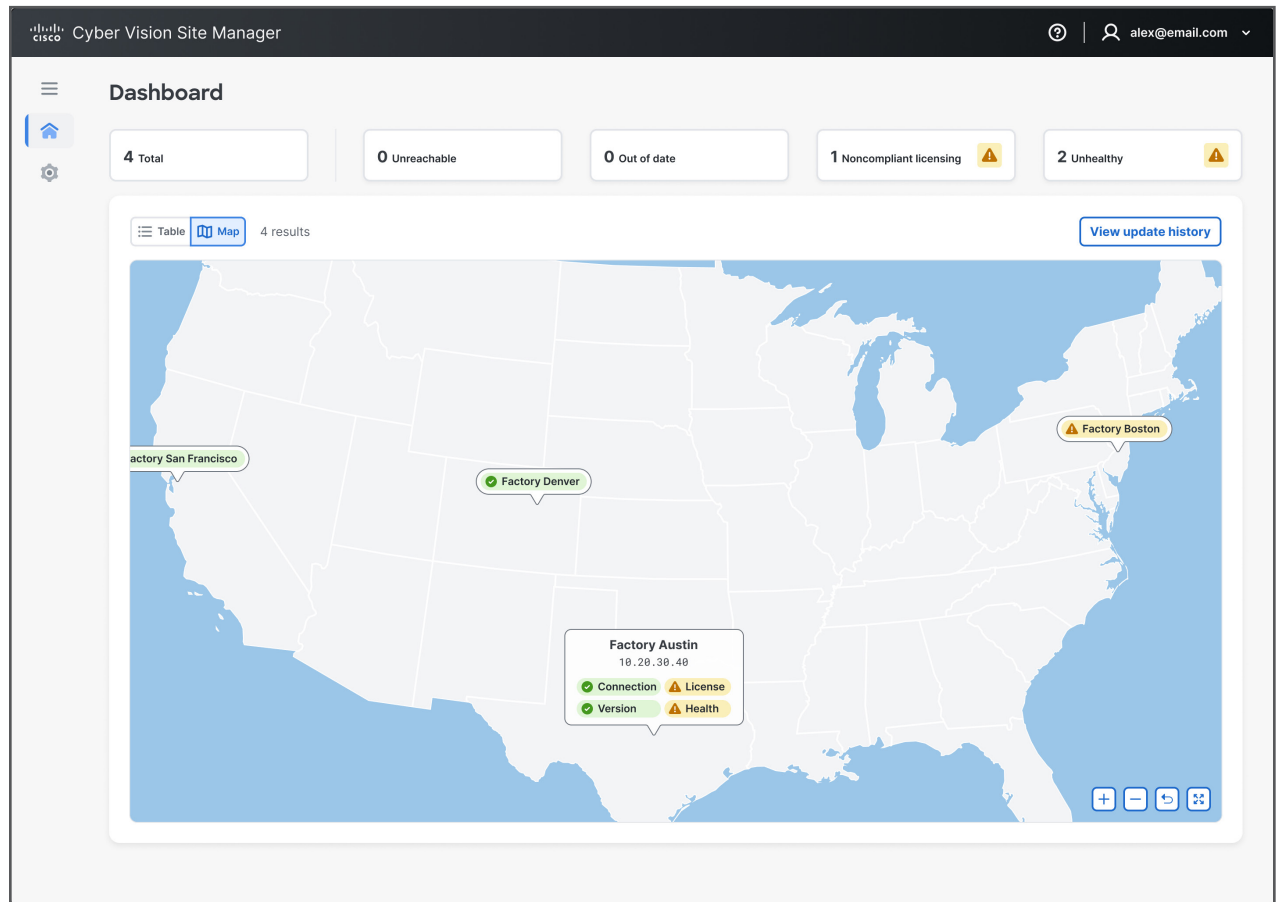 CISCO Cyber Vision Site Manager
alex@email.com
Dashboard
4 Total
0 Unreachable
0 Out of date
1 Noncompliant licensing
2 Unhealthy
Table
Map
4 results
View update history
actory San Francisco
Factory Denver
Factory Boston
Factory Austin
10.20.30.40
Connection
License
Version
Health